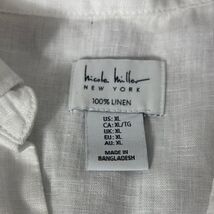 nicole miller
NEW YORK
100% LINEN
US: XL
CA: XL/TG
UK: XL
EU: XL
AU: XL
MADE IN
BANGLADESH